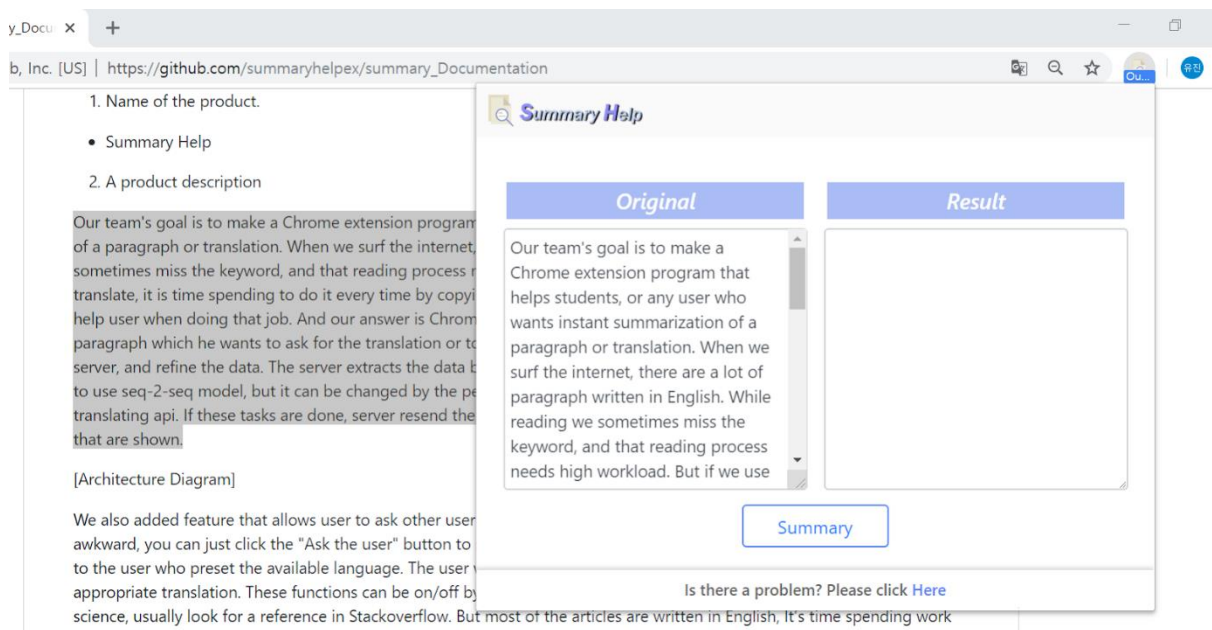 y_Docu
b, Inc. [US] | https://github.com/summaryhelpex/summary_Documentation
Ou...
유진
1. Name of the product.
• Summary Help
2. A product description
Our team's goal is to make a Chrome extension program
of a paragraph or translation. When we surf the internet,
sometimes miss the keyword, and that reading process
translate, it is time spending to do it every time by copyi
help user when doing that job. And our answer is Chrom
paragraph which he wants to ask for the translation or to
server, and refine the data. The server extracts the data
to use seq-2-seq model, but it can be changed by the pe
translating api. If these tasks are done, server resend the
that are shown.
[Architecture Diagram]
We also added feature that allows user to ask other user
awkward, you can just click the "Ask the user" button to
to the user who preset the available language. The user
appropriate translation. These functions can be on/off by
science, usually look for a reference in Stackoverflow. But most of the articles are written in English, It's time spending work
Summary Help
Original
Result
Our team's goal is to make a
Chrome extension program that
helps students, or any user who
wants instant summarization of a
paragraph or translation. When we
surf the internet, there are a lot of
paragraph written in English. While
reading we sometimes miss the
keyword, and that reading process
needs high workload. But if we use
Summary
Is there a problem? Please click Here